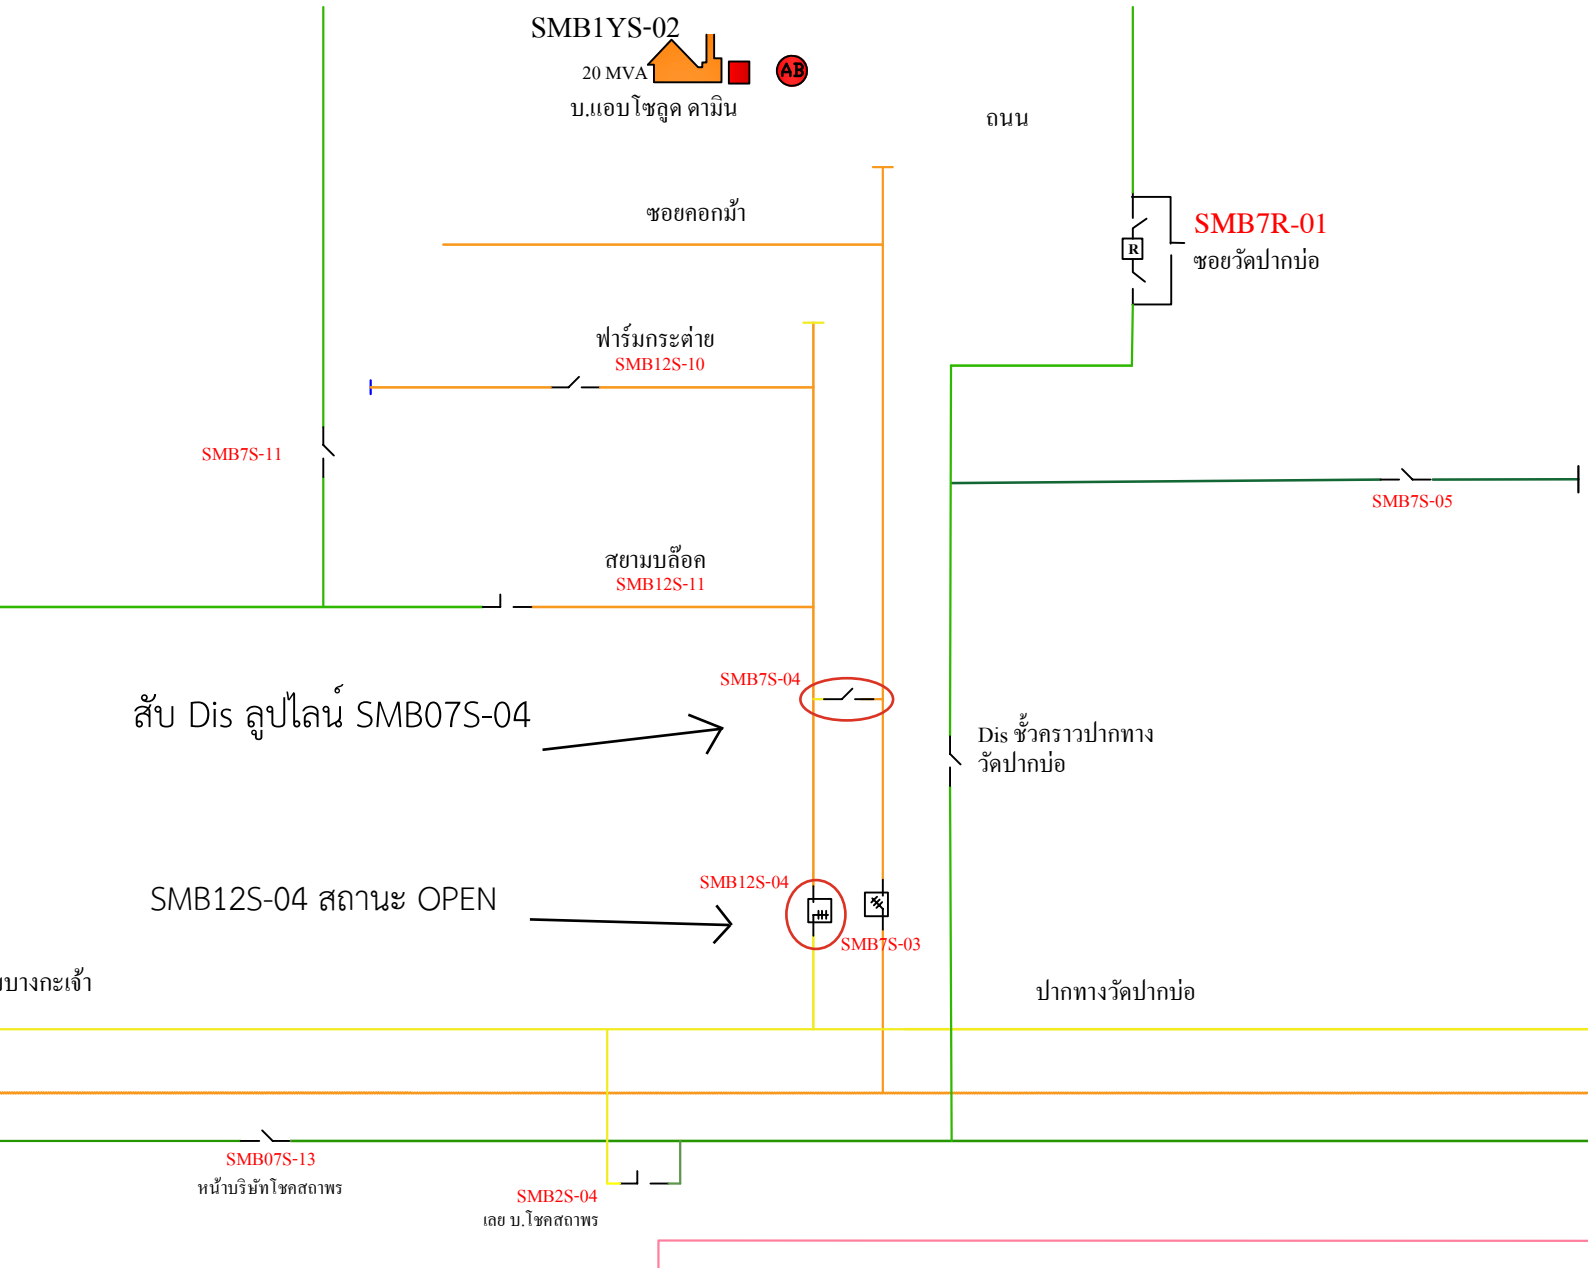 SMB1YS-02
20 MVA
AB
บ.แอบโซลูด คามิน
ถนน
ซอยคอกม้า
SMB7R-01
R
ซอยวัดปากบ่อ
ฟาร์มกระต่าย
SMB12S-10
SMB7S-11
SMB7S-05
สยามบล๊อค
SMB12S-11
SMB7S-04
สับ Dis ลูปไลน์ SMB07S-04
Dis ชั้วคราวปากทาง
วัดปากบ่อ
SMB12S-04
SMB12S-04 สถานะ OPEN
SMB7S-03
บางกะเจ้า
ปากทางวัดปากบ่อ
SMB07S-13
หน้าบริษัทโชคสถาพร
SMB2S-04
เลย บ.โชคสถาพร